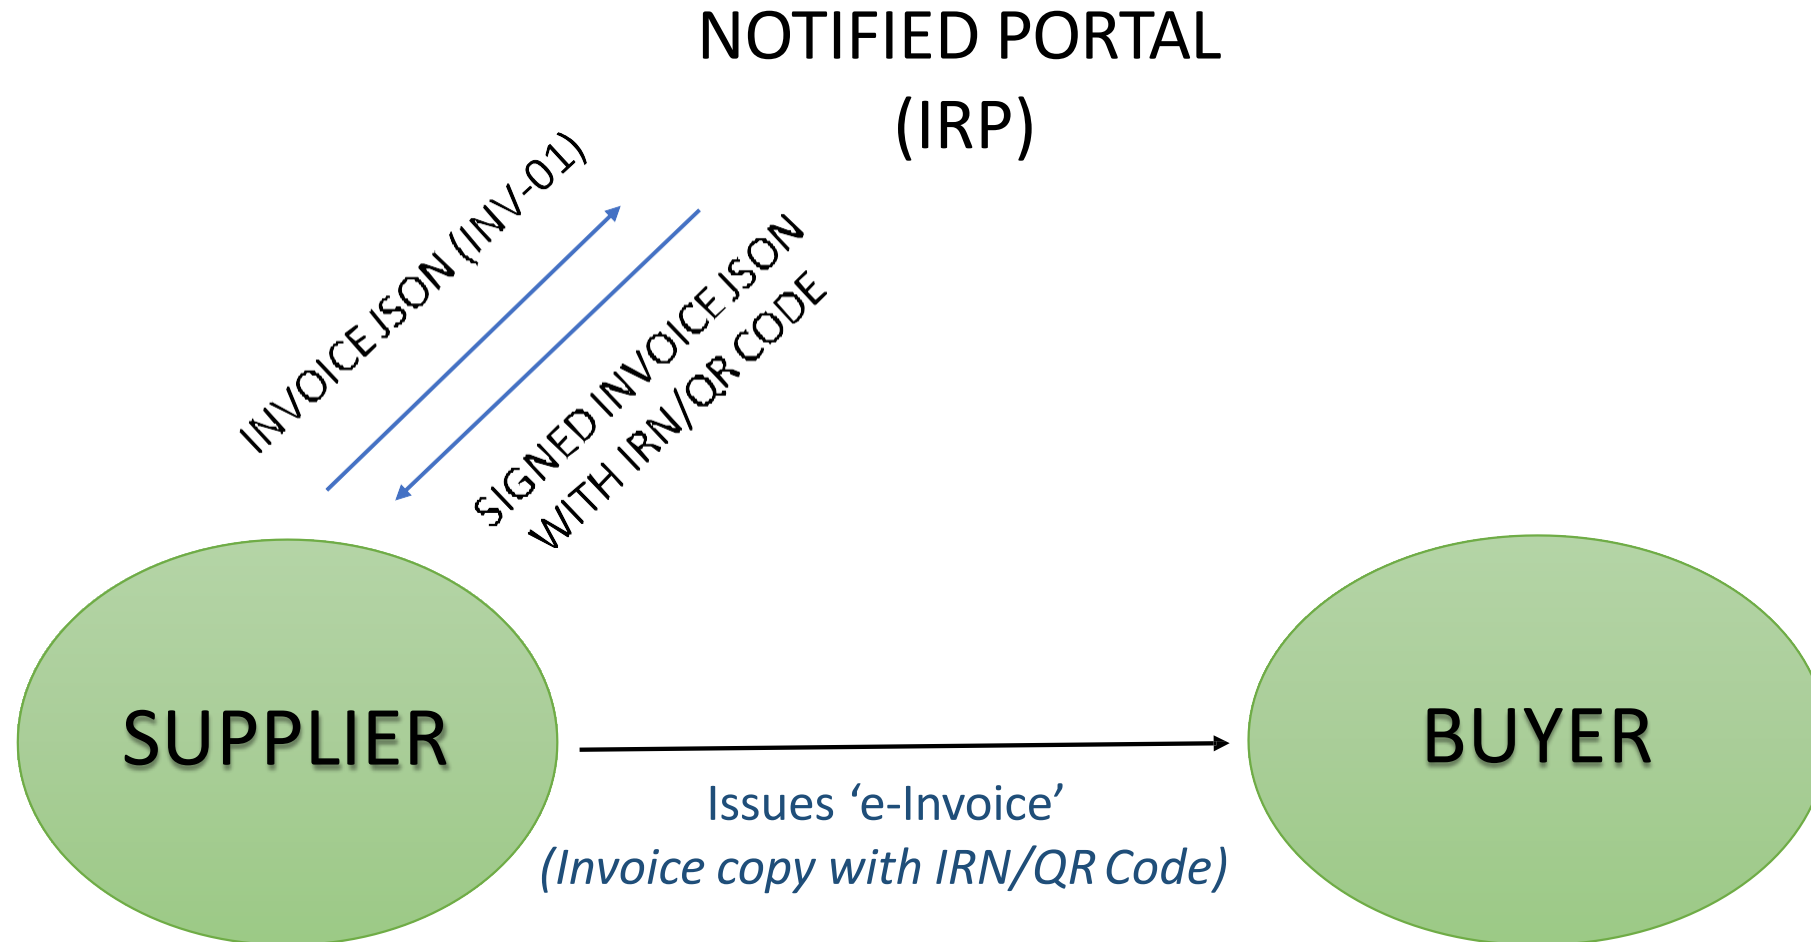 NOTIFIED PORTAL
(IRP)
INVOICE JSON (INV-01)
SIGNED INVOICE JSON
WITH IRN/QR CODE
SUPPLIER
BUYER
Issues ‘e-Invoice’
(Invoice copy with IRN/QR Code)